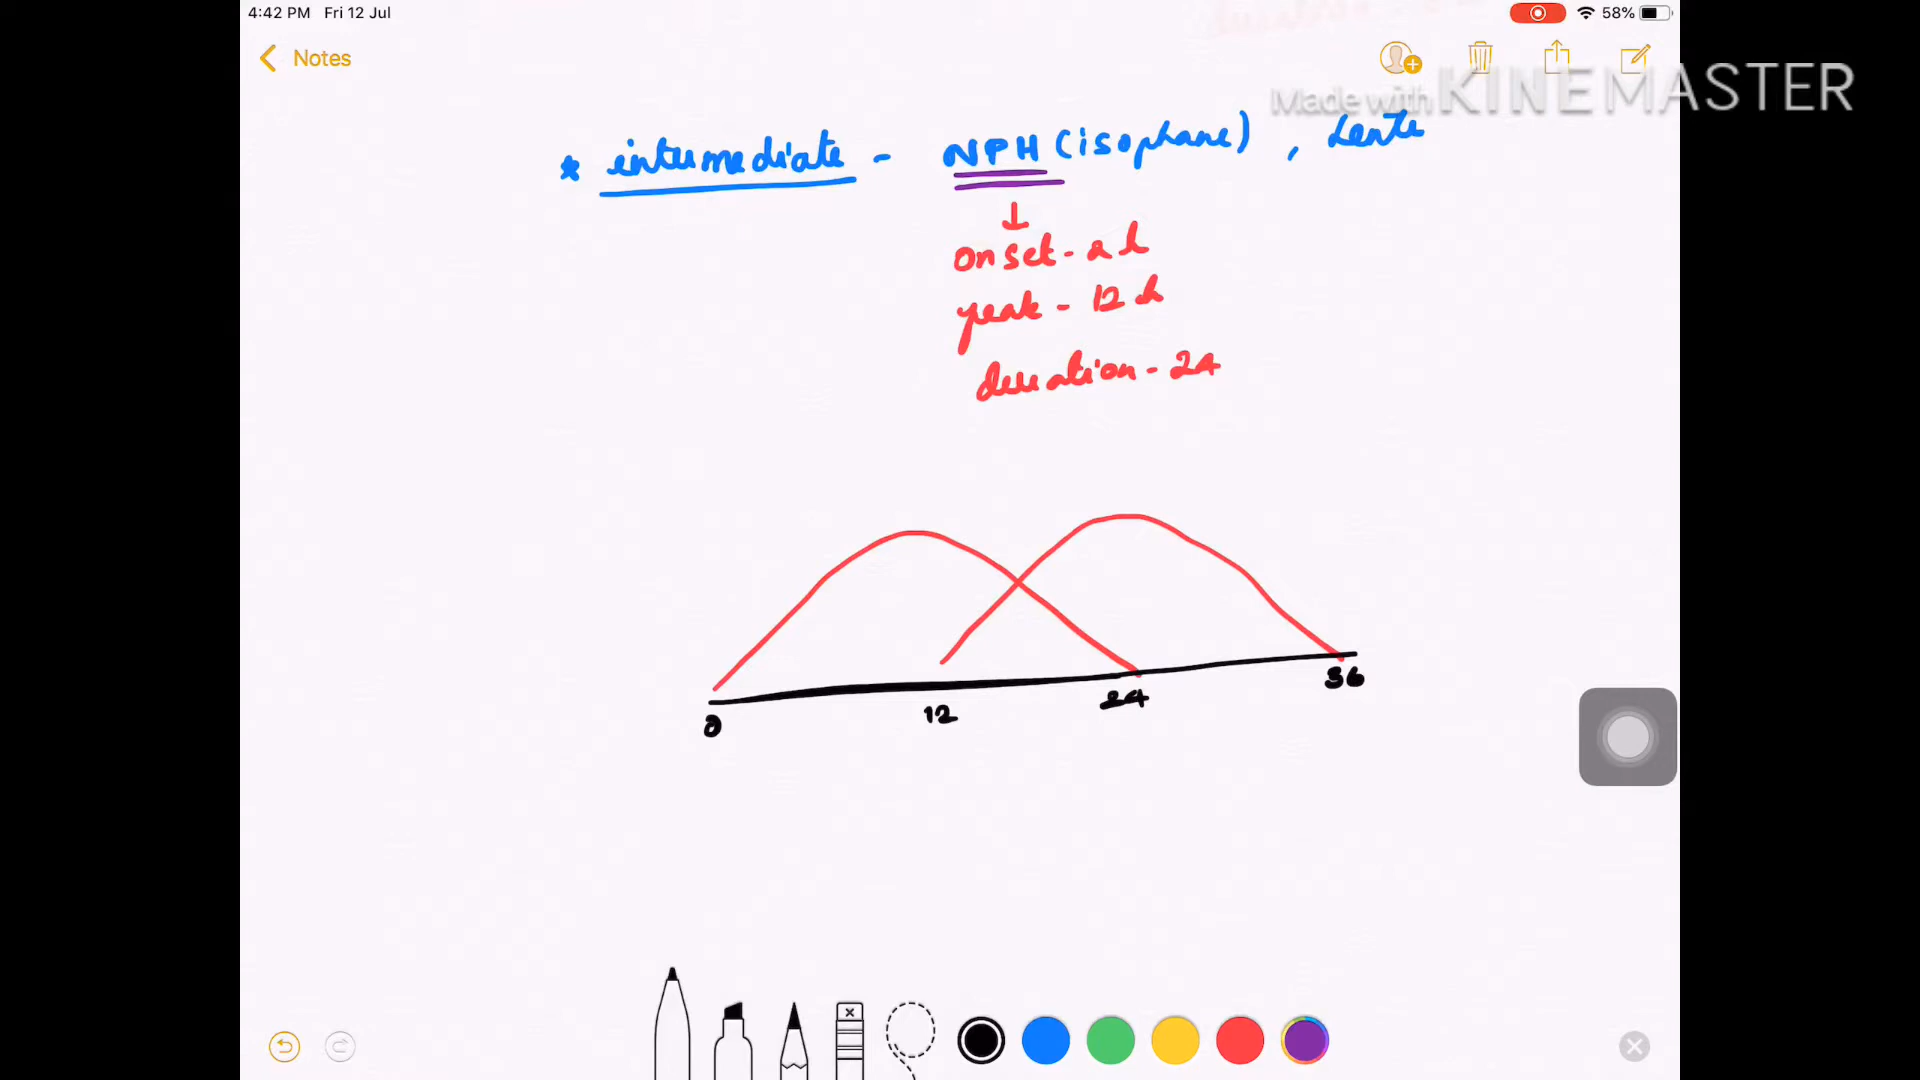 4:42 PM Fri 12 Jul
58%
Notes
Made with KINEMASTER
* intermediate - NPH (isophane), Lente
↓
onset - 2 h
peak - 12 h
duration - 24
0 12 24 36